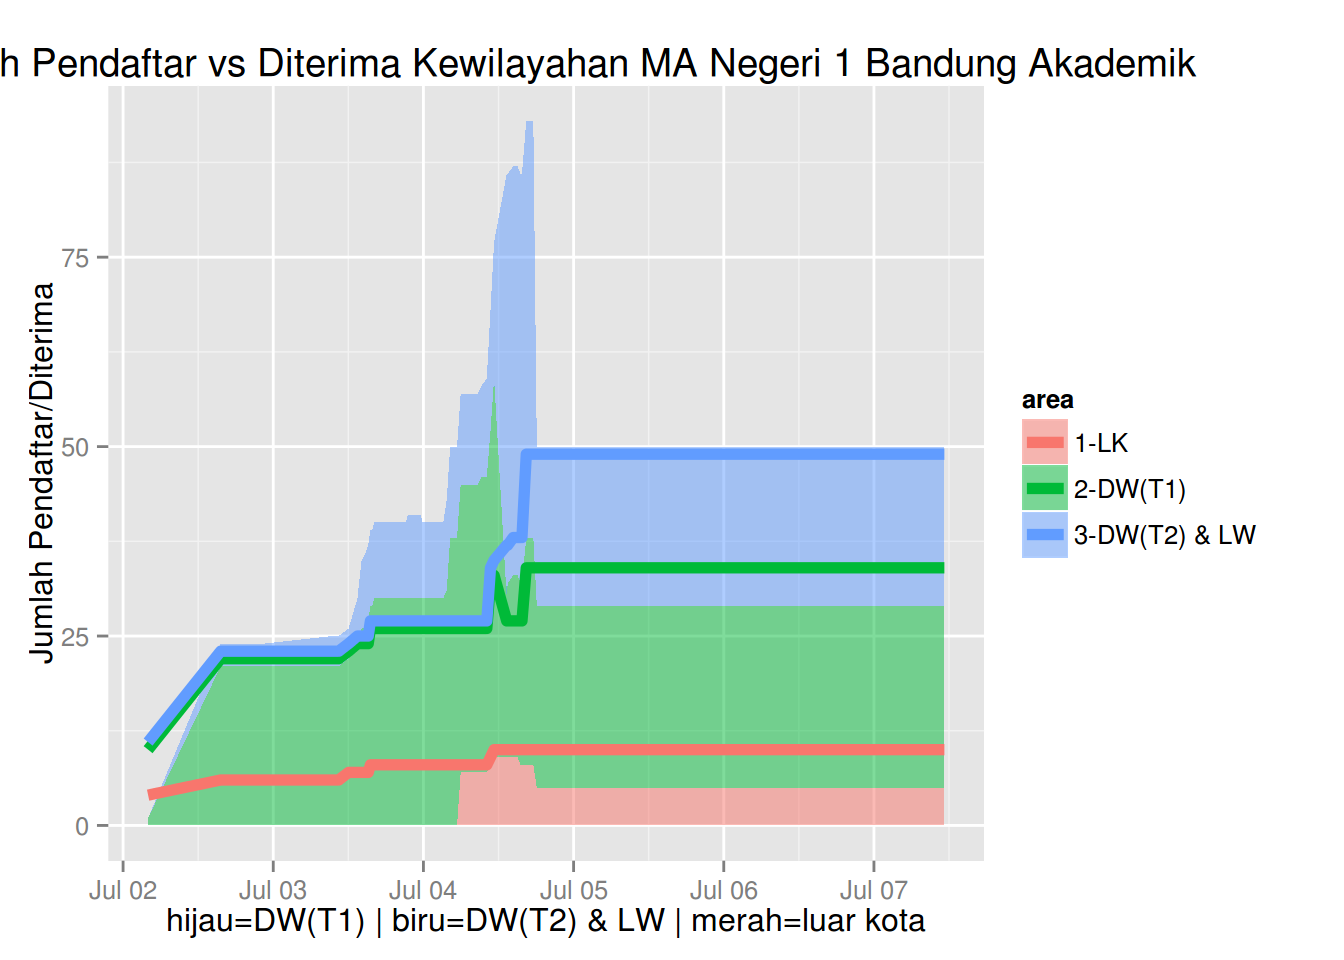 h Pendaftar vs Diterima Kewilayahan MA Negeri 1 Bandung Akademik
Jumlah Pendaftar/Diterima
75
50
25
0
Jul 02 Jul 03 Jul 04 Jul 05 Jul 06 Jul 07
hijau=DW(T1) | biru=DW(T2) & LW | merah=luar kota
area
1-LK
2-DW(T1)
3-DW(T2) & LW